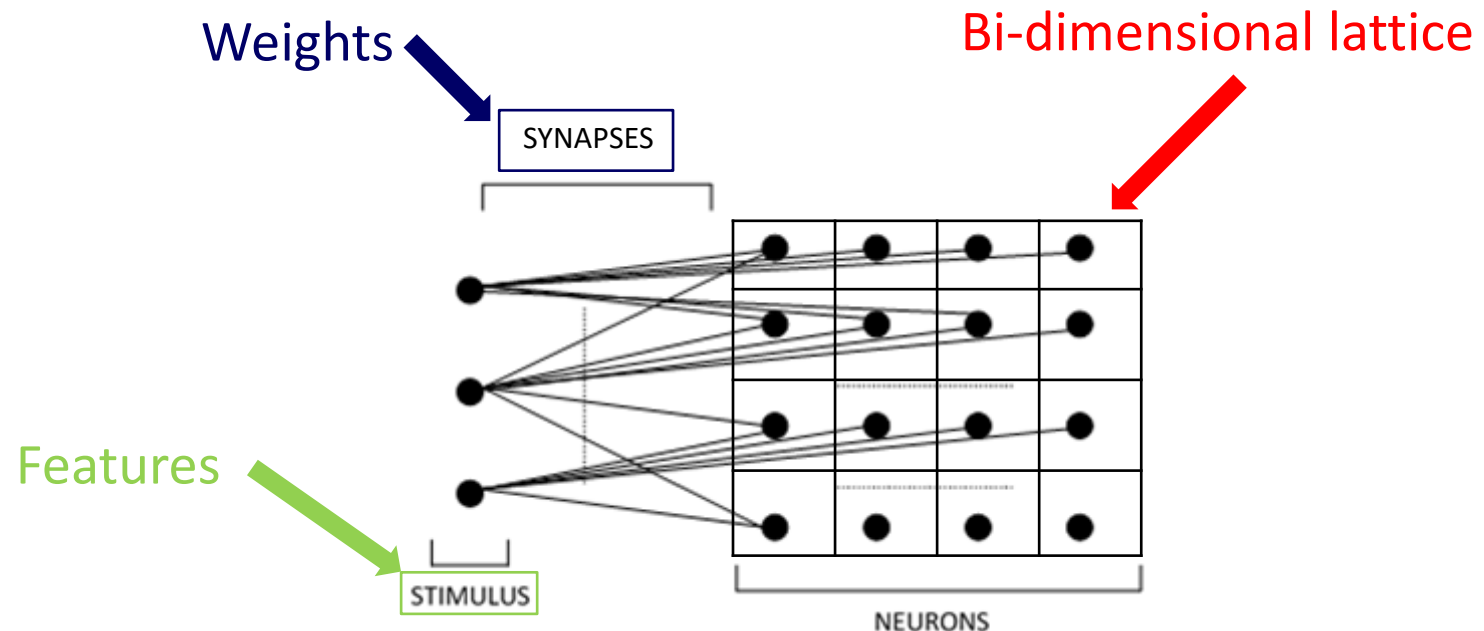 Weights
Bi-dimensional lattice
SYNAPSES
Features
STIMULUS
NEURONS